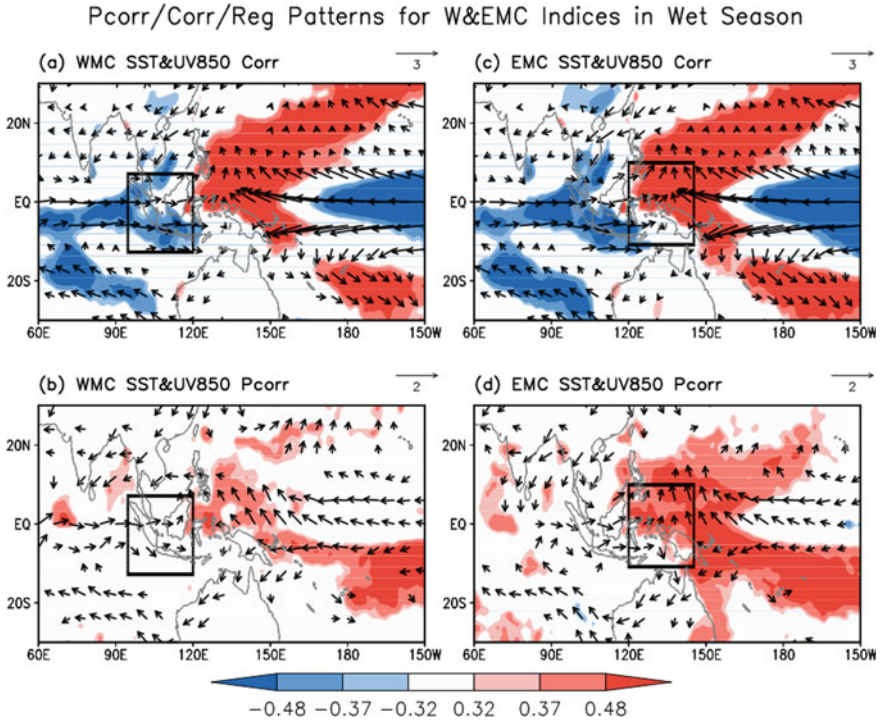 Pcorr/Corr/Reg Patterns for W&EMC Indices in Wet Season
(a) WMC SST&UV850 Corr
3
20N
EQ
20S
60E 90E 120E 150E 180 150W
(c) EMC SST&UV850 Corr
3
20N
EQ
20S
60E 90E 120E 150E 180 150W
(b) WMC SST&UV850 Pcorr
2
20N
EQ
20S
60E 90E 120E 150E 180 150W
(d) EMC SST&UV850 Pcorr
2
20N
EQ
20S
60E 90E 120E 150E 180 150W
−0.48 −0.37 −0.32 0.32 0.37 0.48